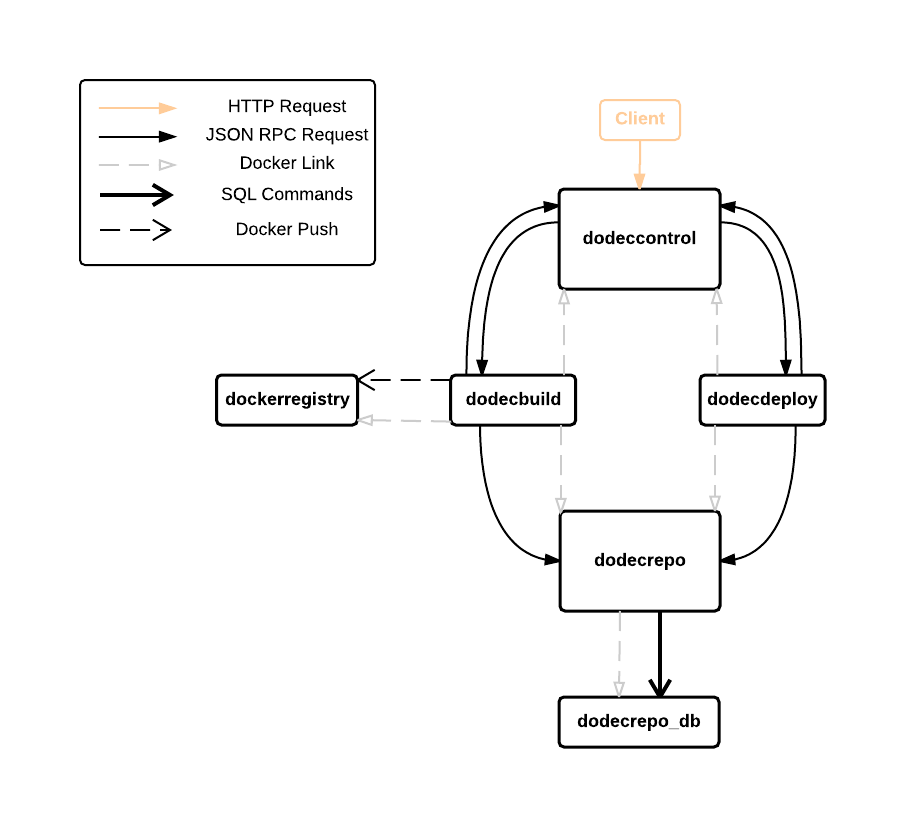 HTTP Request
JSON RPC Request
Docker Link
SQL Commands
Docker Push
Client
dodeccontrol
dockerregistry
dodecbuild
dodecdeploy
dodecrepo
dodecrepo_db